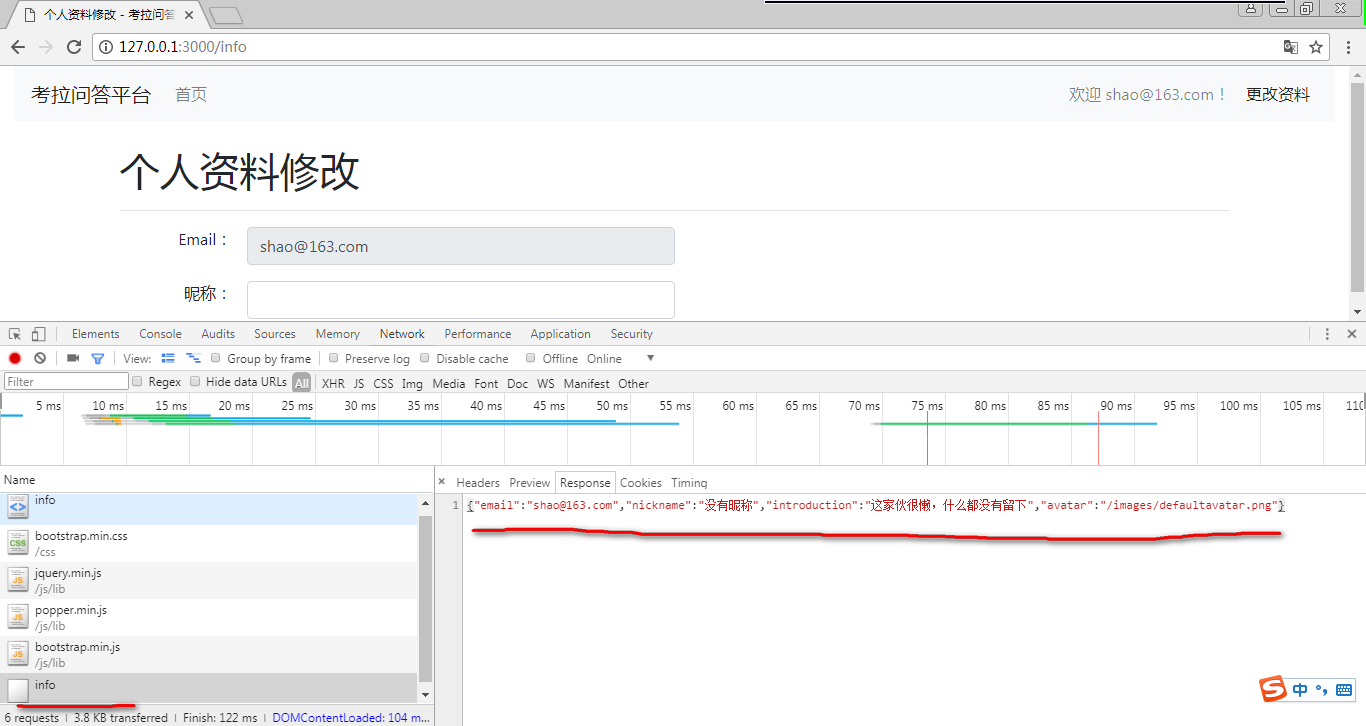 个人资料修改 - 考拉问答
127.0.0.1:3000/info
考拉问答平台 首页 欢迎 shao@163.com！ 更改资料
个人资料修改
Email：
shao@163.com
昵称：
Elements Console Audits Sources Memory Network Performance Application Security
View: Group by frame Preserve log Disable cache Offline Online
Filter Regex Hide data URLs All XHR JS CSS Img Media Font Doc WS Manifest Other
5 ms 10 ms 15 ms 20 ms 25 ms 30 ms 35 ms 40 ms 45 ms 50 ms 55 ms 60 ms 65 ms 70 ms 75 ms 80 ms 85 ms 90 ms 95 ms 100 ms 105 ms 110
Name
Headers Preview Response Cookies Timing
1 {"email":"shao@163.com","nickname":"没有昵称","introduction":"这家伙很懒，什么都没有留下","avatar":"/images/defaultavatar.png"}
info
bootstrap.min.css
/css
jquery.min.js
/js/lib
popper.min.js
/js/lib
bootstrap.min.js
/js/lib
info
6 requests | 3.8 KB transferred | Finish: 122 ms | DOMContentLoaded: 104 m...
中